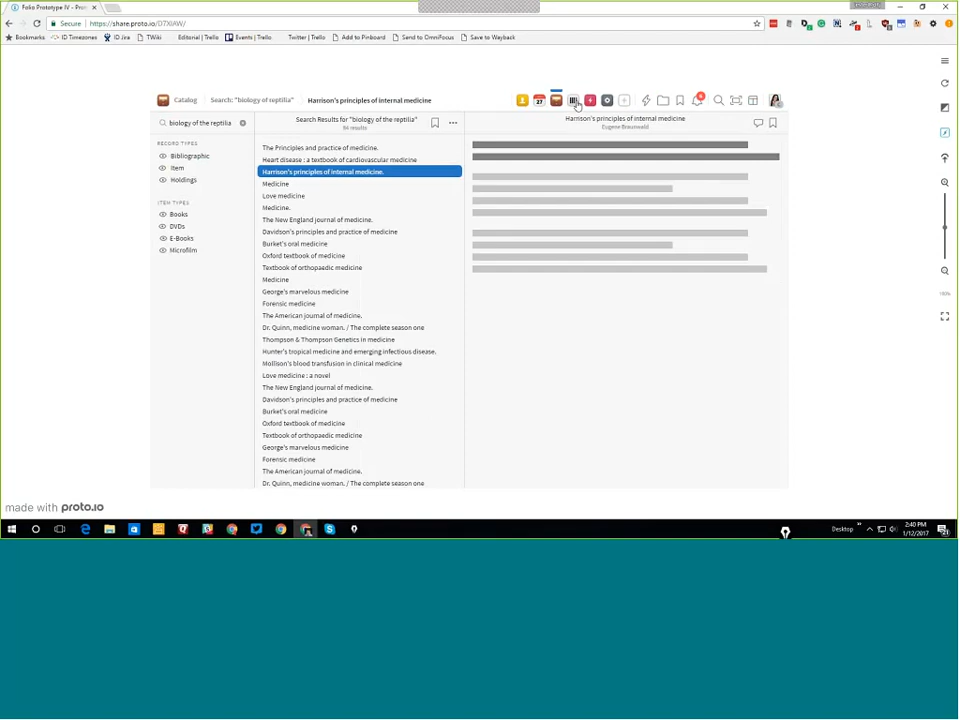 Folio Prototype IV - Prot
Secure https://share.proto.io/D7XIAW/
Bookmarks ID Timezones ID Jira TWiki Editorial | Trello Events | Trello Twitter | Trello Add to Pinboard Send to OmniFocus Save to Wayback
Catalog Search: "biology of reptilia" Harrison's principles of internal medicine
27
6
biology of the reptilia
RECORD TYPES
Bibliographic
Item
Holdings
ITEM TYPES
Books
DVDs
E-Books
Microfilm
Search Results for "biology of the reptilia"
94 results
The Principles and practice of medicine.
Heart disease : a textbook of cardiovascular medicine
Harrison's principles of internal medicine.
Medicine
Love medicine
Medicine.
The New England journal of medicine.
Davidson's principles and practice of medicine
Burket's oral medicine
Oxford textbook of medicine
Textbook of orthopaedic medicine
Medicine
George's marvelous medicine
Forensic medicine
The American journal of medicine.
Dr. Quinn, medicine woman. / The complete season one
Thompson & Thompson Genetics in medicine
Hunter's tropical medicine and emerging infectious disease.
Mollison's blood transfusion in clinical medicine
Love medicine : a novel
The New England journal of medicine.
Davidson's principles and practice of medicine
Burket's oral medicine
Oxford textbook of medicine
Textbook of orthopaedic medicine
George's marvelous medicine
Forensic medicine
The American journal of medicine.
Dr. Quinn, medicine woman. / The complete season one
Harrison's principles of internal medicine
Eugene Braunwald
100%
made with proto.io
Desktop
2:40 PM
1/12/2017